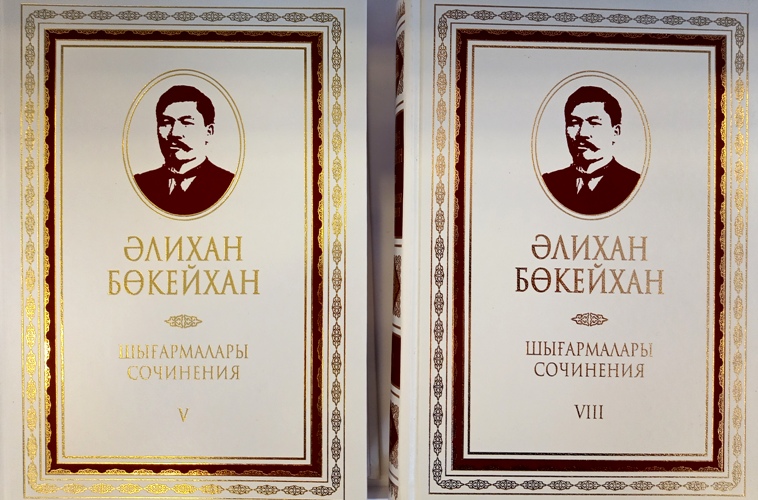 ӘЛИХАН
БӨКЕЙХАН
ШЫҒАРМАЛАРЫ
СОЧИНЕНИЯ
V
ӘЛИХАН
БӨКЕЙХАН
ШЫҒАРМАЛАРЫ
СОЧИНЕНИЯ
VIII